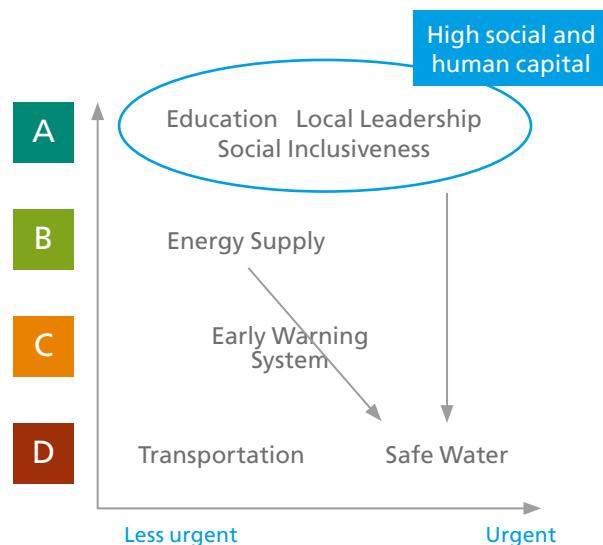 High social and
human capital
A
Education Local Leadership
Social Inclusiveness
B
Energy Supply
C
Early Warning
System
D
Transportation
Safe Water
Less urgent
Urgent